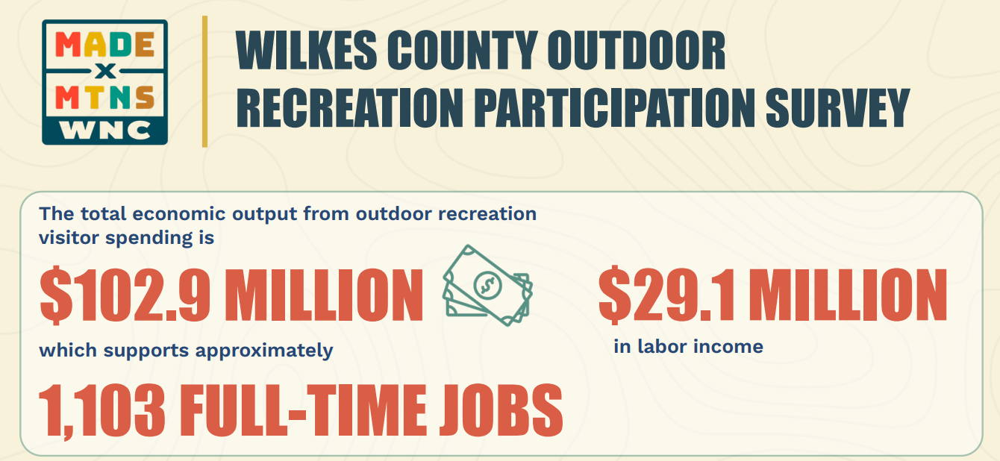 MADE
X
MTNS
WNC
WILKES COUNTY OUTDOOR
RECREATION PARTICIPATION SURVEY
The total economic output from outdoor recreation
visitor spending is
$102.9 MILLION
$
which supports approximately
1,103 FULL-TIME JOBS
$29.1 MILLION
in labor income